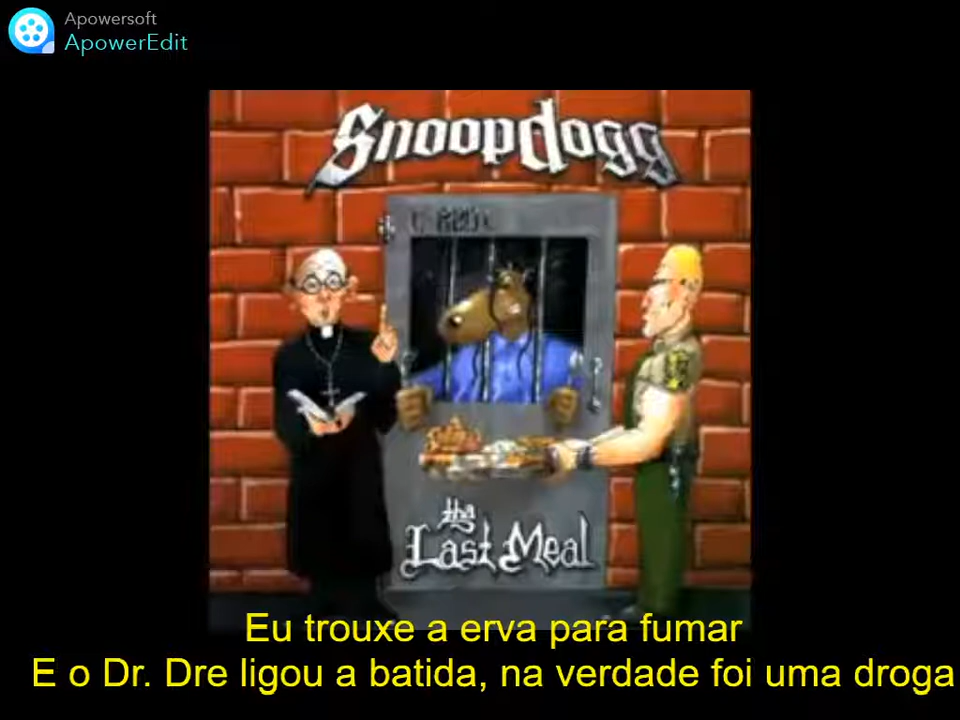 Apowersoft
ApowerEdit
Snoopdogg
tha
Last Meal
Eu trouxe a erva para fumar
E o Dr. Dre ligou a batida, na verdade foi uma droga